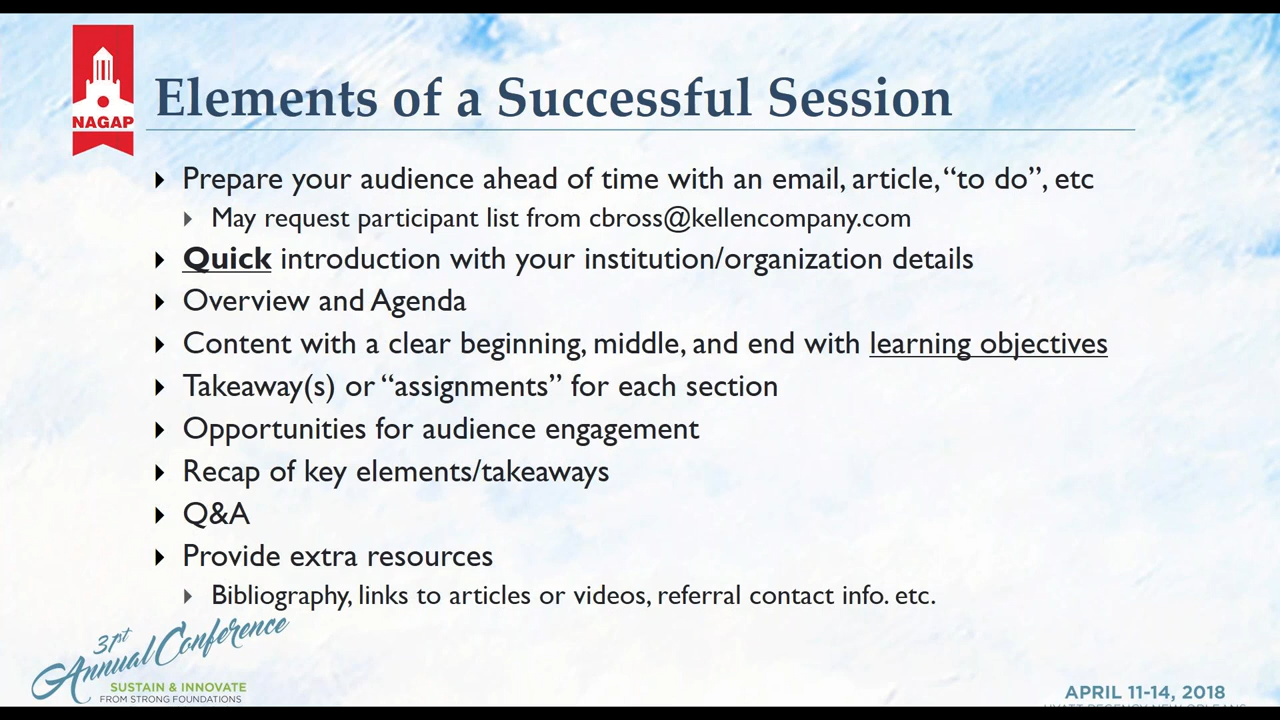 NAGAP
Elements of a Successful Session
Prepare your audience ahead of time with an email, article, “to do”, etc
May request participant list from cbross@kellencompany.com
Quick introduction with your institution/organization details
Overview and Agenda
Content with a clear beginning, middle, and end with learning objectives
Takeaway(s) or “assignments” for each section
Opportunities for audience engagement
Recap of key elements/takeaways
Q&A
Provide extra resources
Bibliography, links to articles or videos, referral contact info. etc.
31st
Annual Conference
SUSTAIN & INNOVATE
FROM STRONG FOUNDATIONS
APRIL 11-14, 2018
HYATT REGENCY NEW ORLEANS